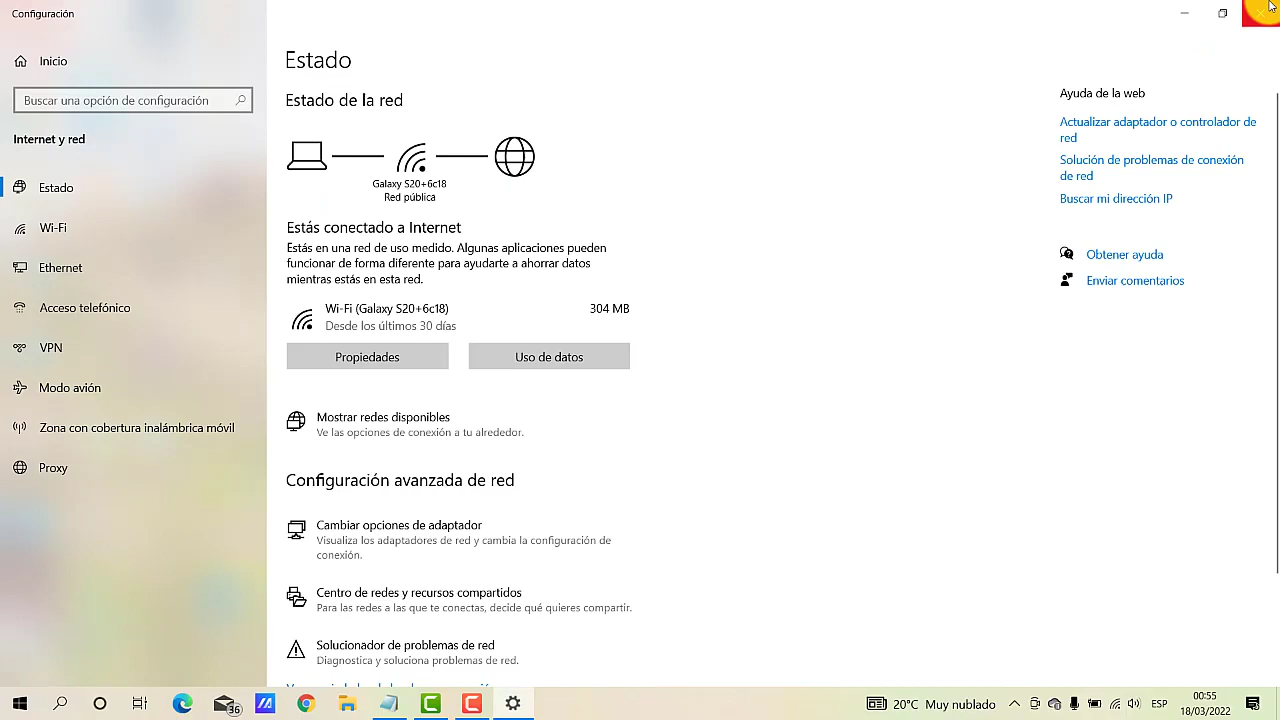 Configuración
Inicio
Buscar una opción de configuración
Internet y red
Estado
Wi-Fi
Ethernet
Acceso telefónico
VPN
Modo avión
Zona con cobertura inalámbrica móvil
Proxy
Estado
Estado de la red
Galaxy S20+6c18
Red pública
Estás conectado a Internet
Estás en una red de uso medido. Algunas aplicaciones pueden
funcionar de forma diferente para ayudarte a ahorrar datos
mientras estás en esta red.
Wi-Fi (Galaxy S20+6c18) 304 MB
Desde los últimos 30 días
Propiedades Uso de datos
Mostrar redes disponibles
Ve las opciones de conexión a tu alrededor.
Configuración avanzada de red
Cambiar opciones de adaptador
Visualiza los adaptadores de red y cambia la configuración de
conexión.
Centro de redes y recursos compartidos
Para las redes a las que te conectas, decide qué quieres compartir.
Solucionador de problemas de red
Diagnostica y soluciona problemas de red.
Ayuda de la web
Actualizar adaptador o controlador de
red
Solución de problemas de conexión
de red
Buscar mi dirección IP
Obtener ayuda
Enviar comentarios
36
20°C Muy nublado
ESP
00:55
18/03/2022